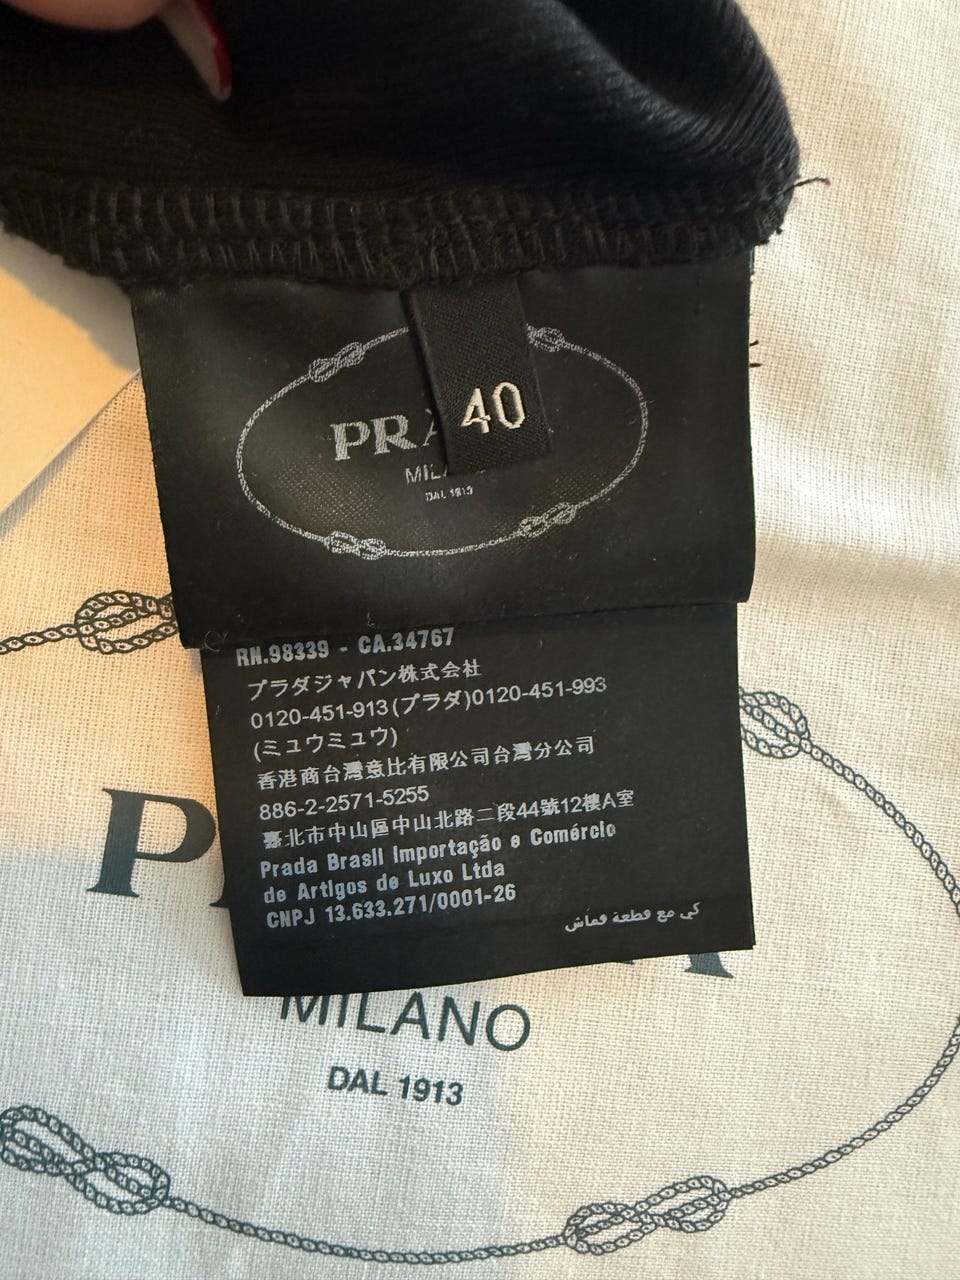 40
MILANO
DAL 1913
RN.98339 - CA.34767
プラダジャパン株式会社
0120-451-913(プラダ)0120-451-993
(ミュウミュウ)
香港商台灣意比有限公司台灣分公司
886-2-2571-5255
臺北市中山區中山北路二段44號12樓A室
Prada Brasil Importação e Comércio
de Artigos de Luxo Ltda
CNPJ 13.633.271/0001-26
كي مع قطعة قماش
DAL 1913